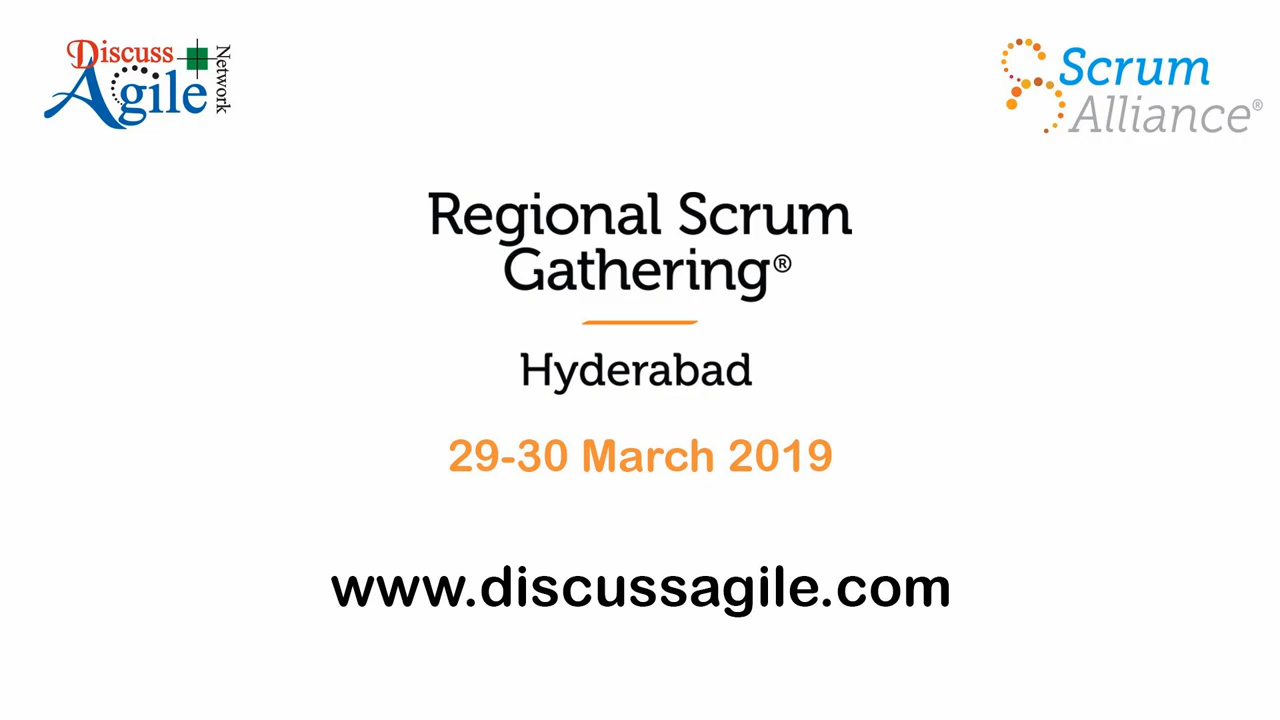 Discuss
Agile
Network
Scrum
Alliance®
Regional Scrum
Gathering®
Hyderabad
29-30 March 2019
www.discussagile.com